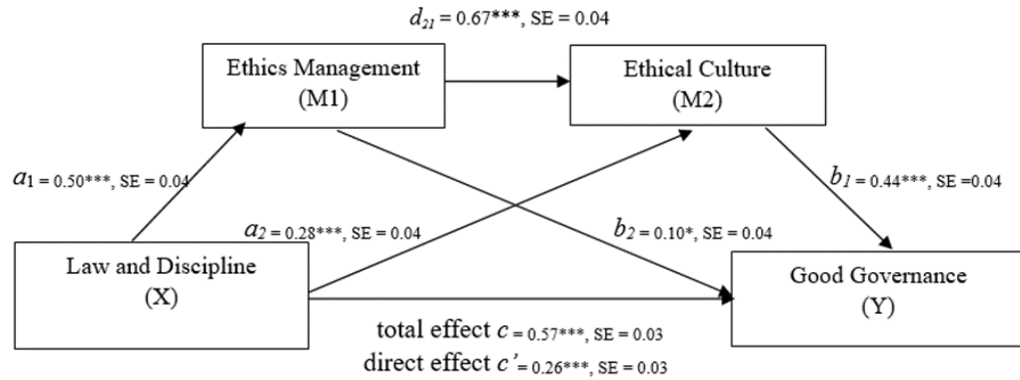 d21 = 0.67***, SE = 0.04
Ethics Management
(M1)
Ethical Culture
(M2)
a1 = 0.50***, SE = 0.04
b1 = 0.44***, SE =0.04
a2 = 0.28***, SE = 0.04
b2 = 0.10*, SE = 0.04
Law and Discipline
(X)
Good Governance
(Y)
total effect c = 0.57***, SE = 0.03
direct effect c’= 0.26***, SE = 0.03